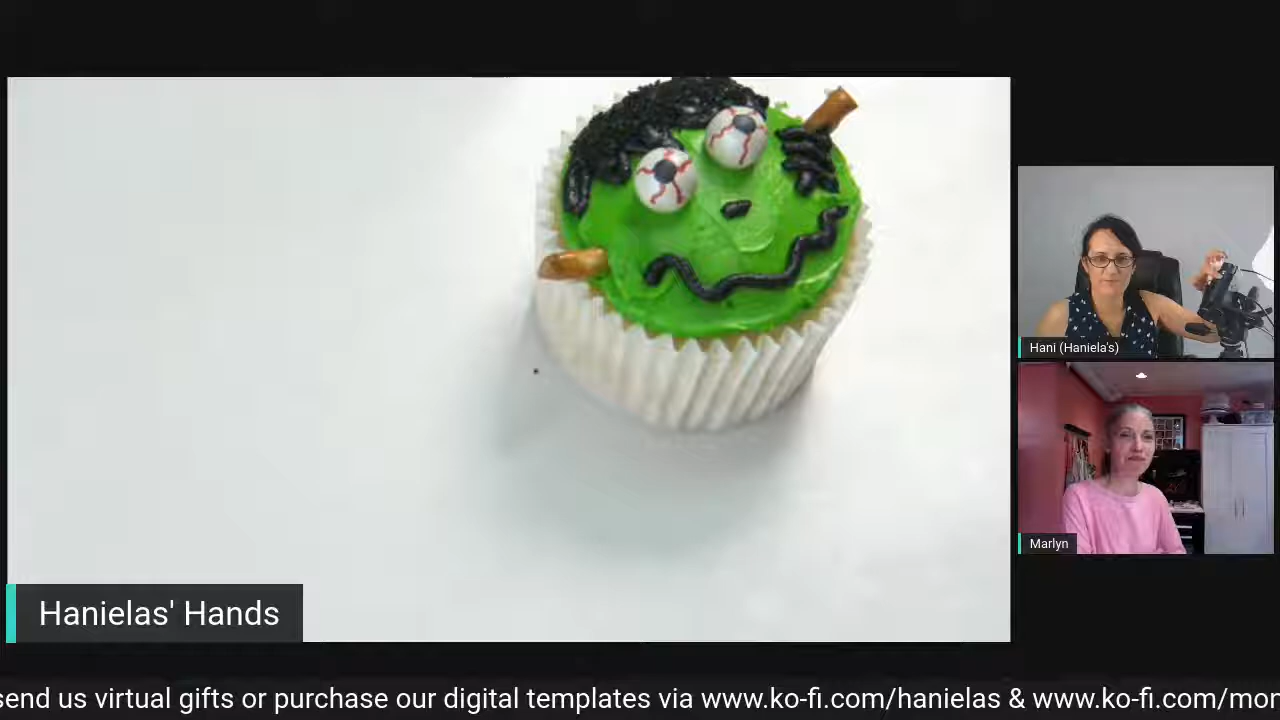 Hani (Haniela's)
Marlyn
Hanielas' Hands
send us virtual gifts or purchase our digital templates via www.ko-fi.com/hanielas & www.ko-fi.com/mor